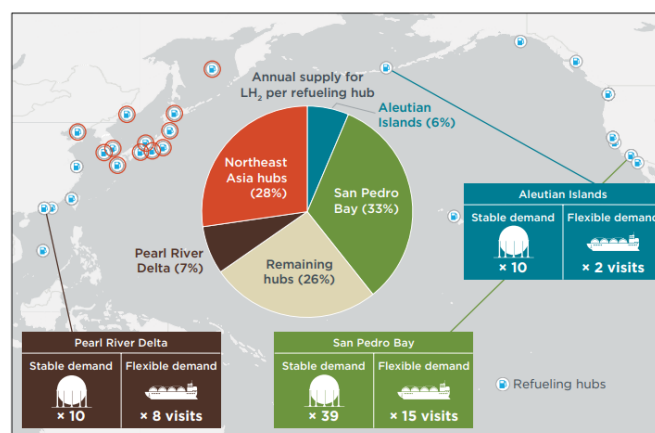 Annual supply for
LH₂ per refueling hub
Aleutian
Islands (6%)
Northeast
Asia hubs
(28%)
San Pedro
Bay (33%)
Pearl River
Delta (7%)
Remaining
hubs (26%)
Aleutian Islands
Stable demand
Flexible demand
× 10
× 2 visits
Pearl River Delta
Stable demand
Flexible demand
× 10
× 8 visits
San Pedro Bay
Stable demand
Flexible demand
× 39
× 15 visits
Refueling hubs